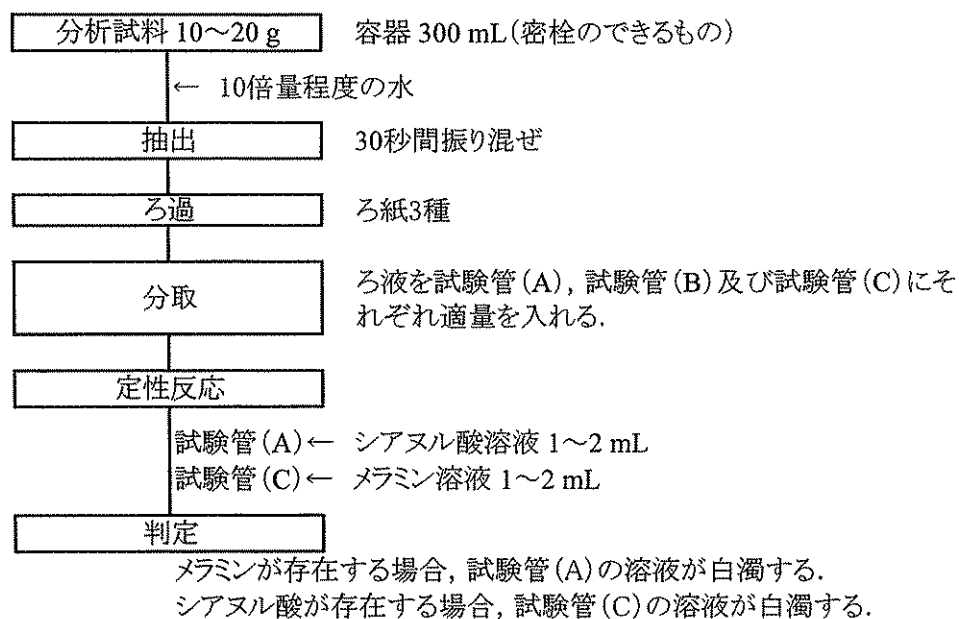 分析試料 10～20 g 容器 300 mL(密栓のできるもの)
← 10倍量程度の水
抽出 30秒間振り混ぜ
ろ過 ろ紙3種
分取 ろ液を試験管(A), 試験管(B)及び試験管(C)にそ
れぞれ適量を入れる.
定性反応
試験管(A)← シアヌル酸溶液 1～2 mL
試験管(C)← メラミン溶液 1～2 mL
判定
メラミンが存在する場合, 試験管(A)の溶液が白濁する.
シアヌル酸が存在する場合, 試験管(C)の溶液が白濁する.